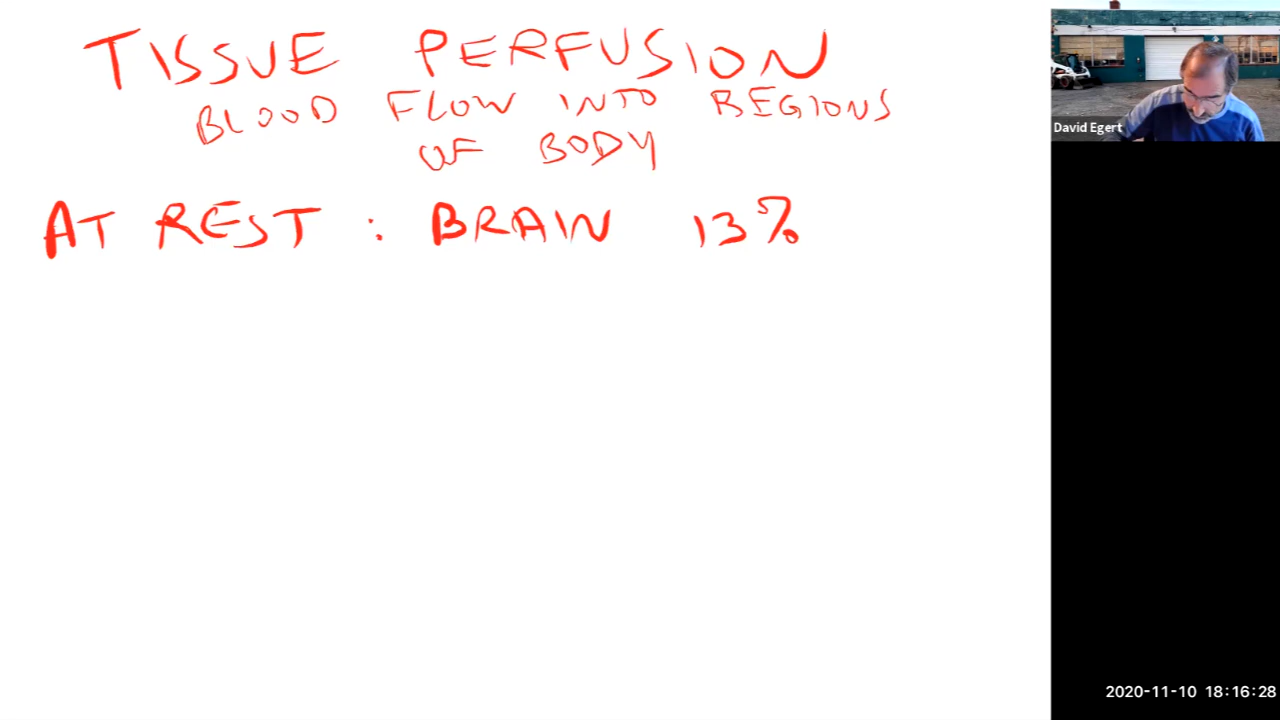 TISSUE PERFUSION
BLOOD FLOW INTO REGIONS
OF BODY
AT REST : BRAIN 13%
David Egert
2020-11-10 18:16:28